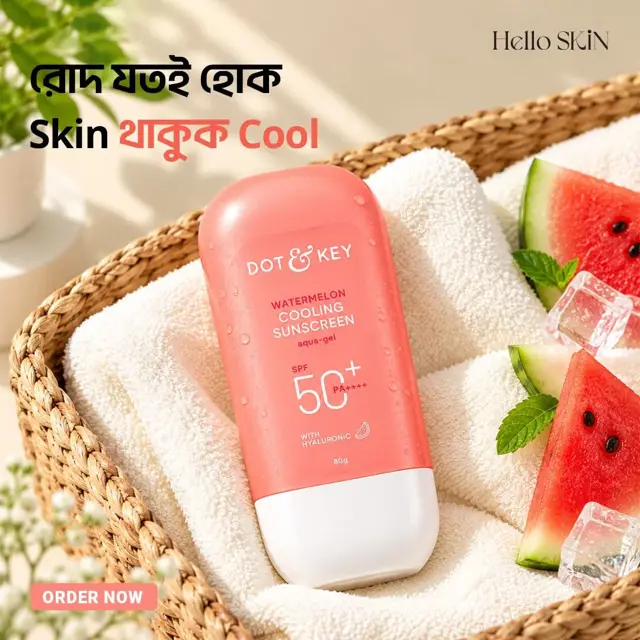 Hello SKiN
রোদ যতই হোক
Skin থাকুক Cool
DOT & KEY
WATERMELON
COOLING
SUNSCREEN
aqua-gel
SPF
50+
PA++++
WITH
HYALURONIC
80g
ORDER NOW